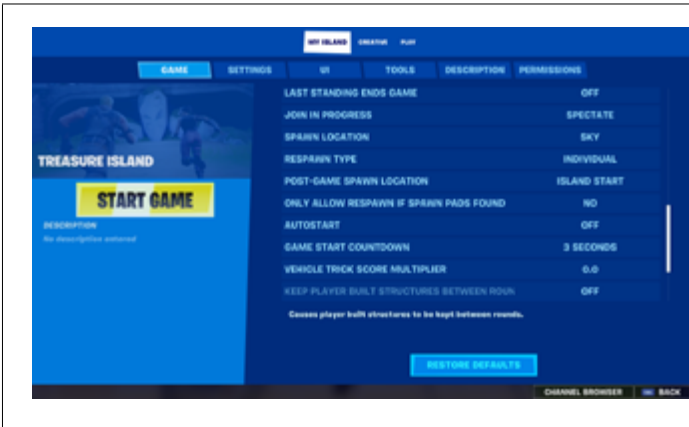 MY ISLAND CREATIVE PLAY
GAME SETTINGS UI TOOLS DESCRIPTION PERMISSIONS
LAST STANDING ENDS GAME OFF
JOIN IN PROGRESS SPECTATE
SPAWN LOCATION SKY
RESPAWN TYPE INDIVIDUAL
TREASURE ISLAND
POST-GAME SPAWN LOCATION ISLAND START
START GAME
ONLY ALLOW RESPAWN IF SPAWN PADS FOUND NO
DESCRIPTION
AUTOSTART OFF
No description entered
GAME START COUNTDOWN 3 SECONDS
VEHICLE TRICK SCORE MULTIPLIER 0.0
KEEP PLAYER BUILT STRUCTURES BETWEEN ROUN OFF
Causes player built structures to be kept between rounds.
RESTORE DEFAULTS
CHANNEL BROWSER BACK